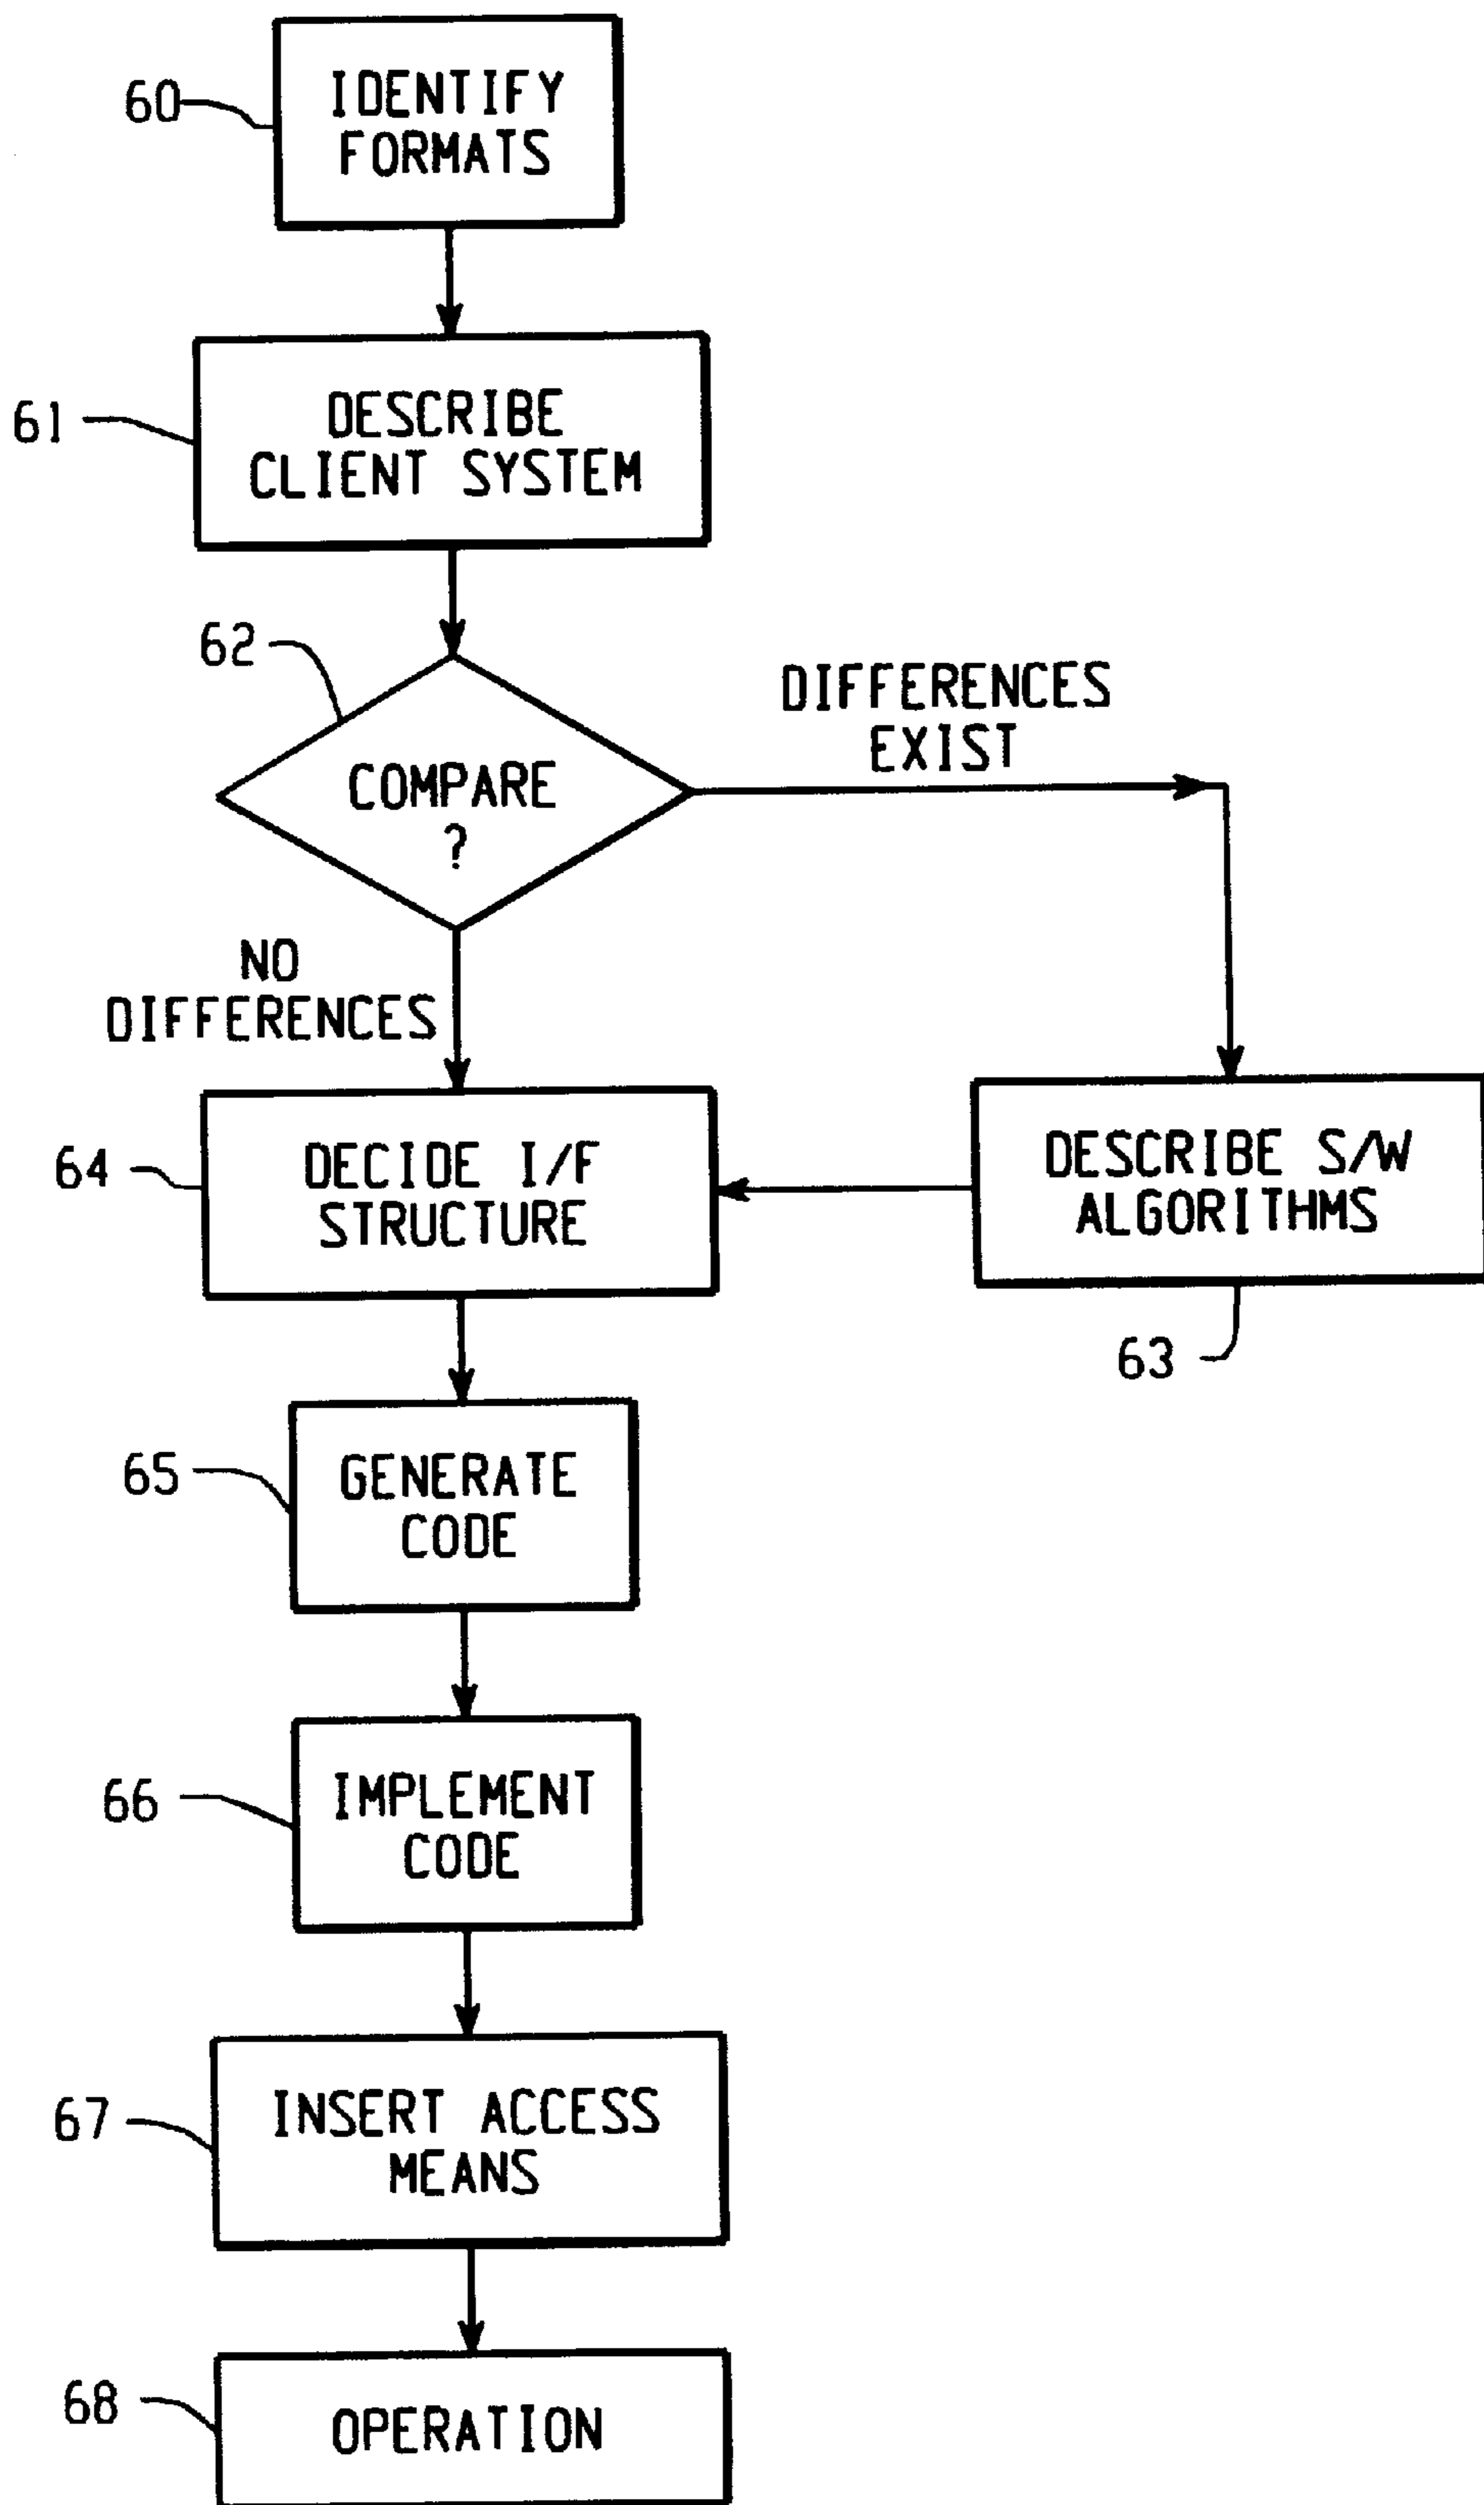 60
IDENTIFY
FORMATS
61
DESCRIBE
CLIENT SYSTEM
62
COMPARE
?
DIFFERENCES
EXIST
NO
DIFFERENCES
64
DECIDE I/F
STRUCTURE
DESCRIBE S/W
ALGORITHMS
63
65
GENERATE
CODE
66
IMPLEMENT
CODE
67
INSERT ACCESS
MEANS
68
OPERATION